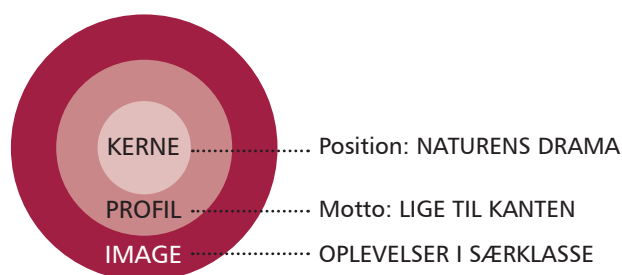 KERNE Position: NATURENS DRAMA
PROFIL Motto: LIGE TIL KANTEN
IMAGE OPLEVELSER I SÆRKLASSE